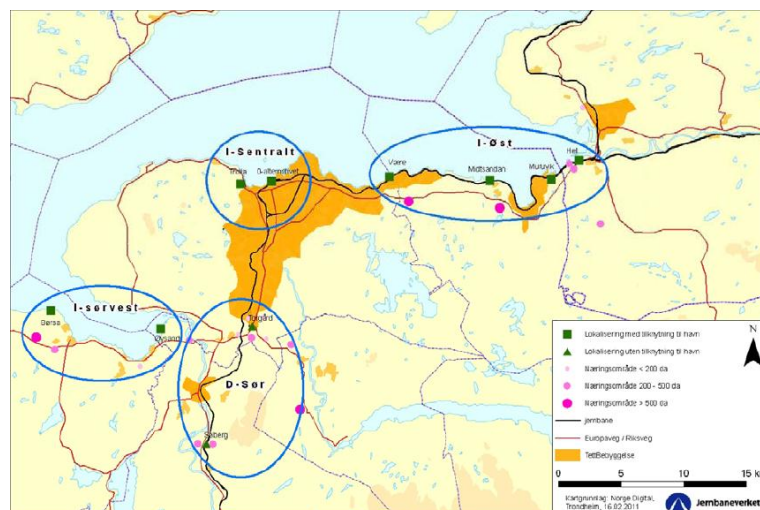 I-Sentralt
I-Øst
Være
Midtsandan
Muruvik
Hell
I-sørvest
Børsa
Øysand
Torgård
D-Sør
Søberg
Lokalisering med tilknytning til havn
Lokalisering uten tilknytning til havn
Næringsområde < 200 da
Næringsområde 200 - 500 da
Næringsområde > 500 da
jernbane
Europaveg / Riksveg
TettBebyggelse
N
0 5 10 15 k
Kartgrunnlag: Norge Digital,
Trondheim, 16.02.2011
Jernbaneverket